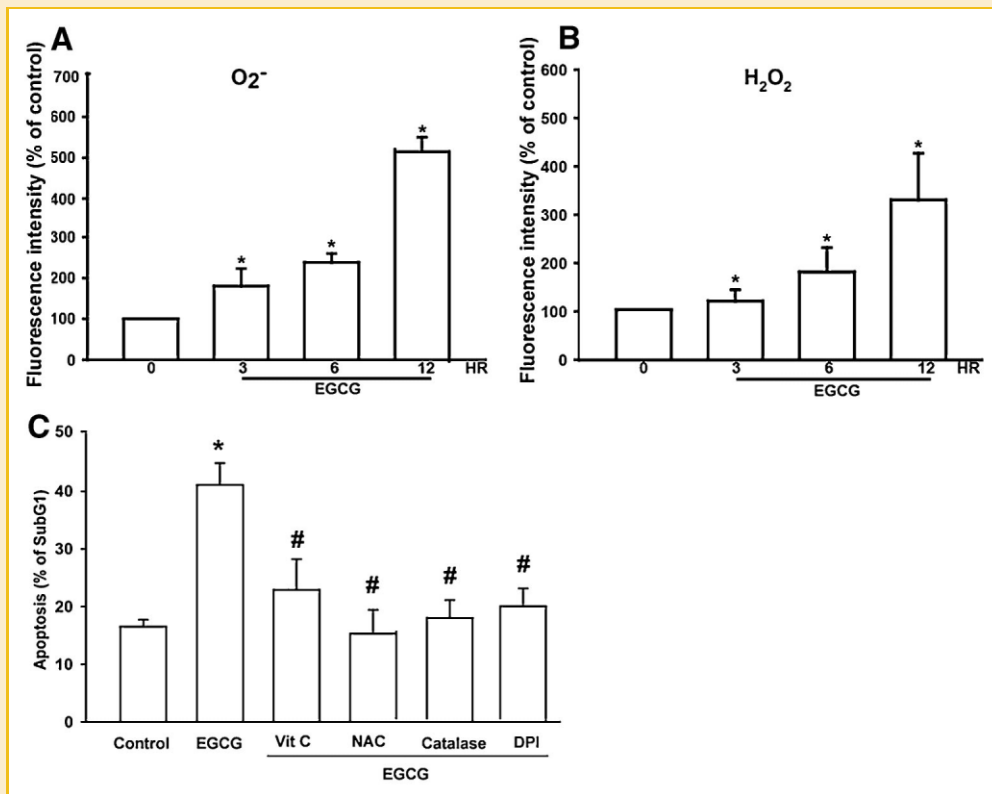 A
O2-
Fluorescence intensity (% of control)
700
600
500
400
300
200
100
0
*
*
*
0 3 6 12 HR
EGCG
B
H2O2
Fluorescence intensity (% of control)
600
500
400
300
200
100
0
*
*
*
0 3 6 12 HR
EGCG
C
Apoptosis (% of SubG1)
50
40
30
20
10
0
*
#
#
#
#
Control EGCG Vit C NAC Catalase DPI
EGCG